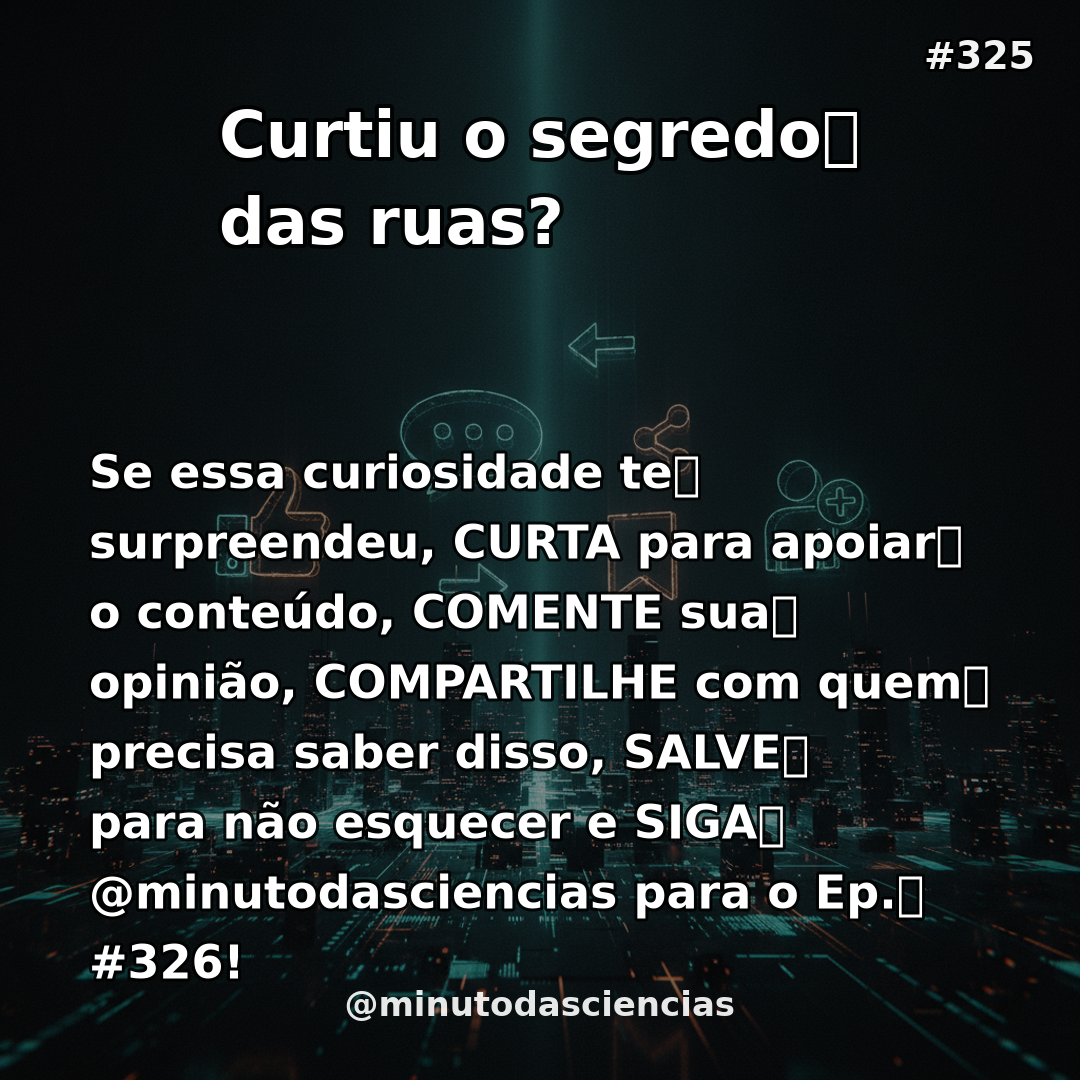 #325
Curtiu o segredo▯
das ruas?
Se essa curiosidade te▯
surpreendeu, CURTA para apoiar▯
o conteúdo, COMENTE sua▯
opinião, COMPARTILHE com quem▯
precisa saber disso, SALVE▯
para não esquecer e SIGA▯
@minutodasciencias para o Ep.▯
#326!
@minutodasciencias